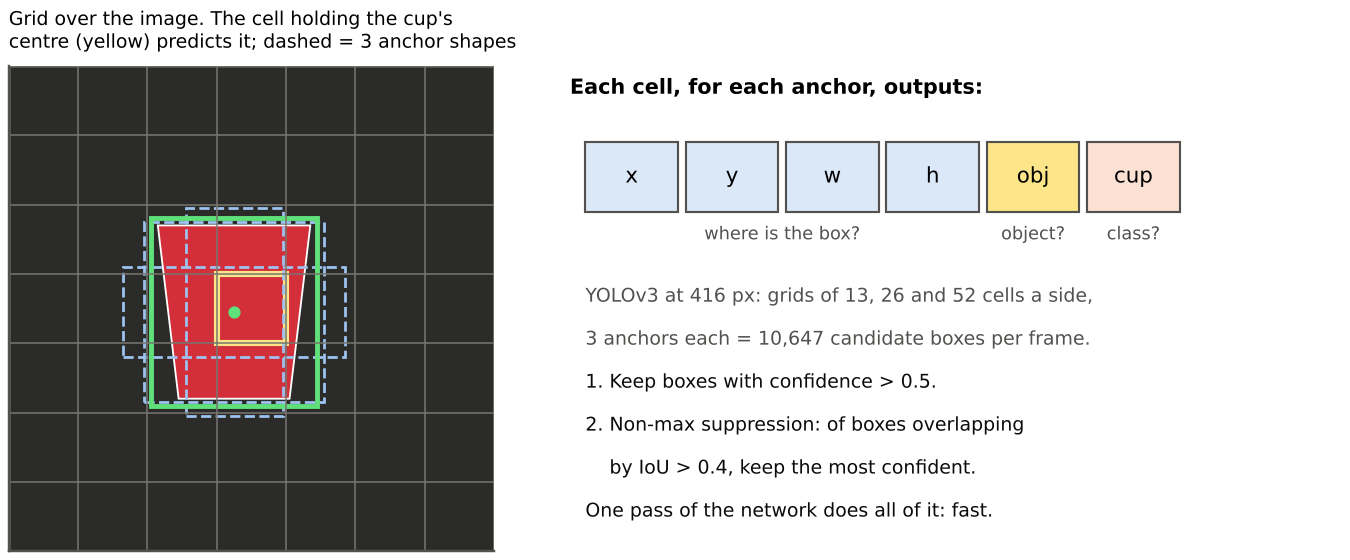 Grid over the image. The cell holding the cup's
centre (yellow) predicts it; dashed = 3 anchor shapes
Each cell, for each anchor, outputs:
x y w h obj cup
where is the box? object? class?
YOLOv3 at 416 px: grids of 13, 26 and 52 cells a side,
3 anchors each = 10,647 candidate boxes per frame.
1. Keep boxes with confidence > 0.5.
2. Non-max suppression: of boxes overlapping
by IoU > 0.4, keep the most confident.
One pass of the network does all of it: fast.